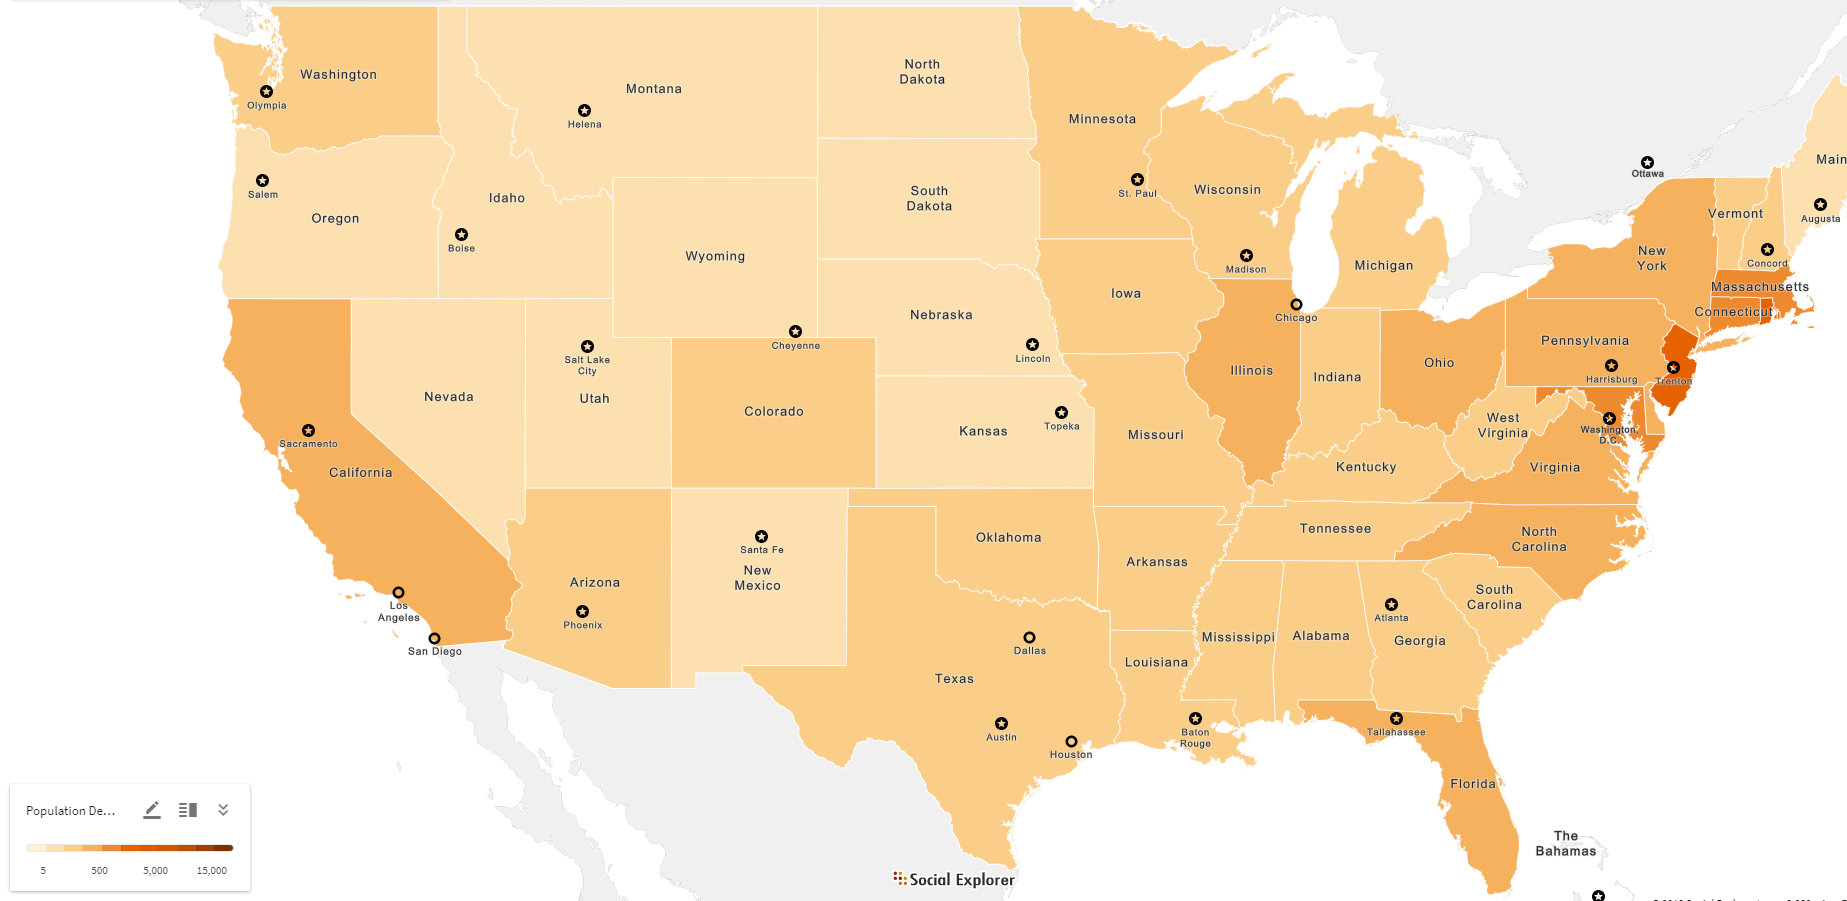 Washington
Olympia
Montana
Helena
North
Dakota
Minnesota
St. Paul
Ottawa
Main
Augusta
Salem
Oregon
Idaho
Boise
South
Dakota
Wisconsin
Madison
Michigan
Vermont
Concord
New
York
Wyoming
Cheyenne
Iowa
Chicago
Massachusetts
Connecticut
Nebraska
Lincoln
Salt Lake
City
Utah
Nevada
Colorado
Kansas
Topeka
Missouri
Illinois
Indiana
Ohio
Pennsylvania
Harrisburg
Trenton
Washington,
D.C.
West
Virginia
Virginia
Kentucky
Sacramento
California
Los
Angeles
San Diego
Arizona
Phoenix
Santa Fe
New
Mexico
Oklahoma
Arkansas
Tennessee
North
Carolina
South
Carolina
Atlanta
Georgia
Alabama
Mississippi
Louisiana
Baton
Rouge
Dallas
Texas
Austin
Houston
Tallahassee
Florida
The
Bahamas
Population De...
5 500 5,000 15,000
Social Explorer